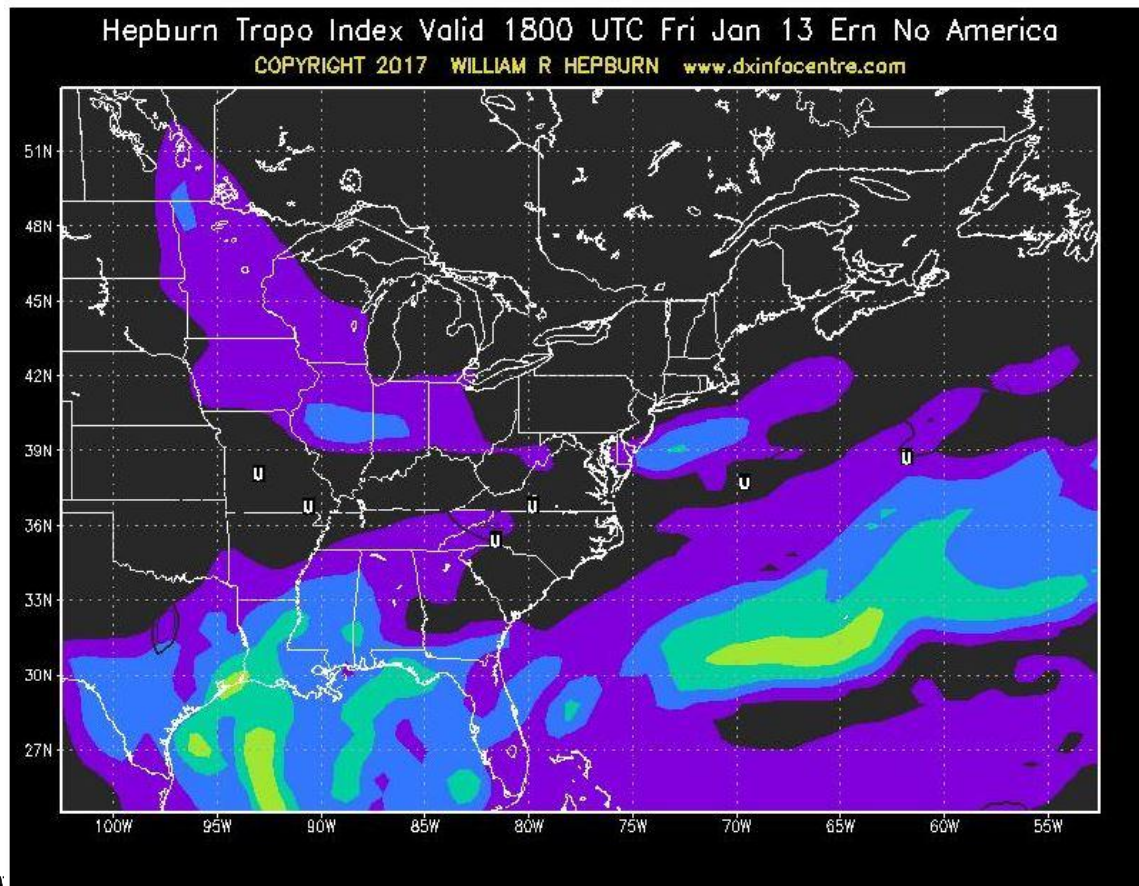 Hepburn Tropo Index Valid 1800 UTC Fri Jan 13 Ern No America
COPYRIGHT 2017 WILLIAM R HEPBURN www.dxinfocentre.com
51N
48N
45N
42N
39N
U
U
U
36N
U
U
U
33N
30N
27N
100W 95W 90W 85W 80W 75W 70W 65W 60W 55W